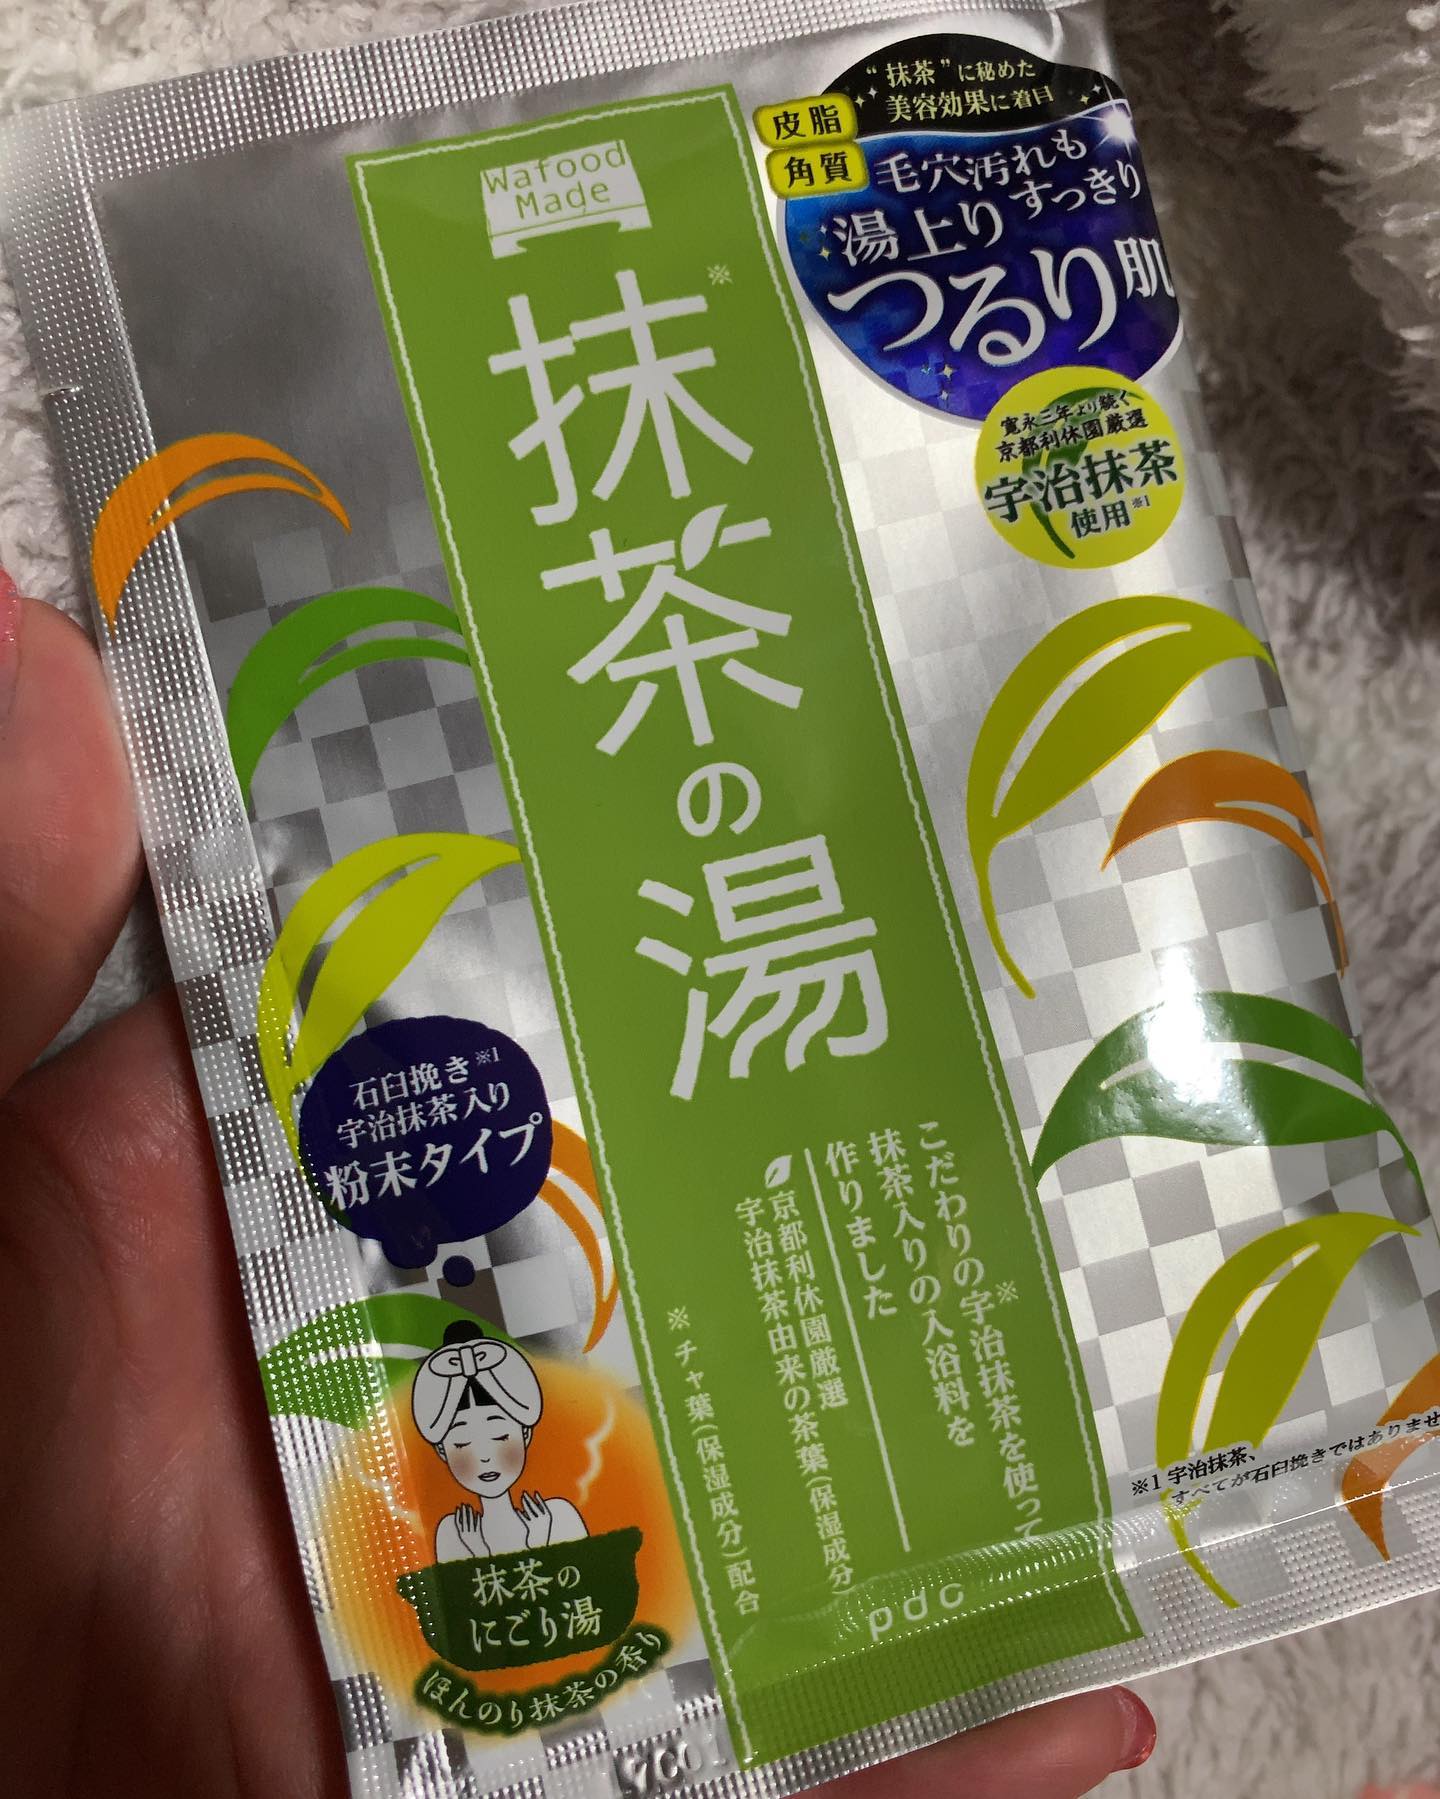 Wafood
Made
抹茶の湯※
"抹茶"に秘めた
美容効果に着目
皮脂
角質
毛穴汚れも
すっきり
湯上り
つるり肌
寛永三年より続く
京都利休園厳選
宇治抹茶
使用※1
石臼挽き※1
宇治抹茶入り
粉末タイプ
こだわりの宇治抹茶※を使って
抹茶入りの入浴料を
作りました
京都利休園厳選
宇治抹茶由来の茶葉(保湿成分)
※チャ葉(保湿成分)配合
抹茶の
にごり湯
ほんのり抹茶の香り
※1 宇治抹茶、
すべてが石臼挽きではありませ
pdc